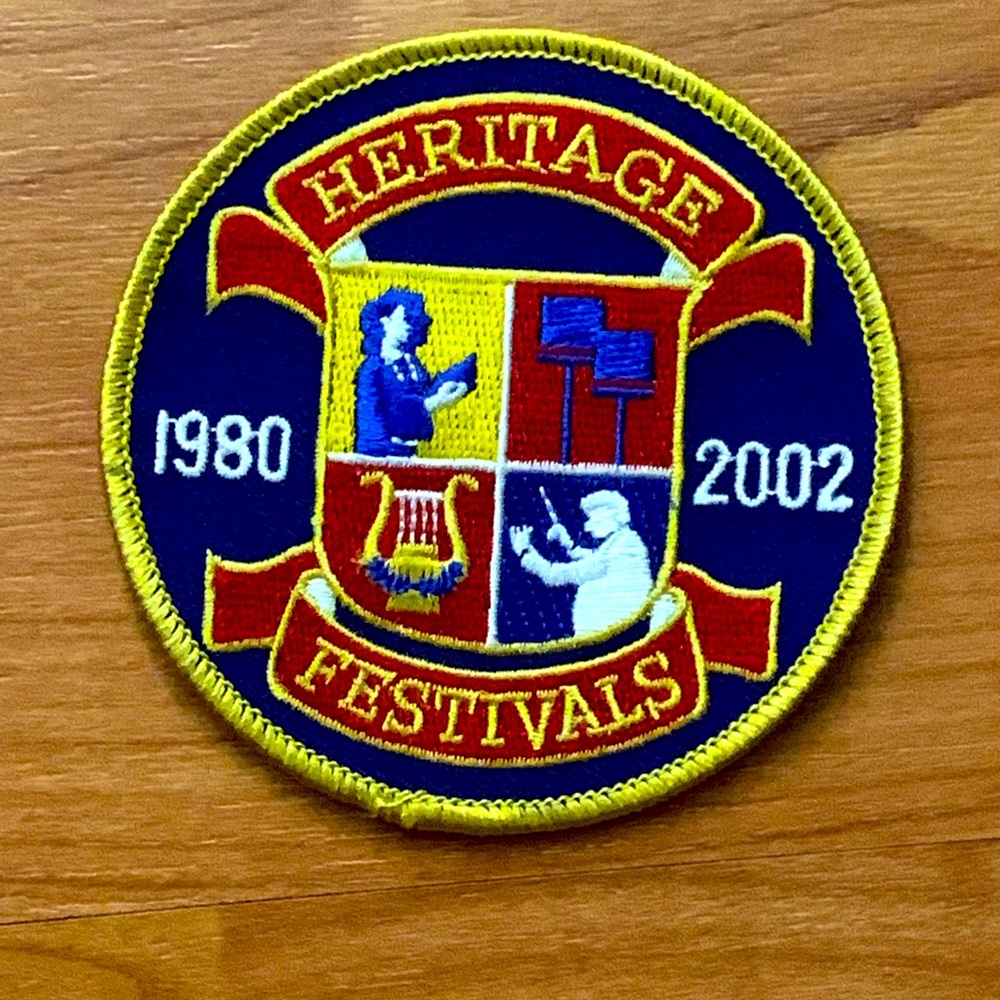 HERITAGE
1980
2002
FESTIVALS